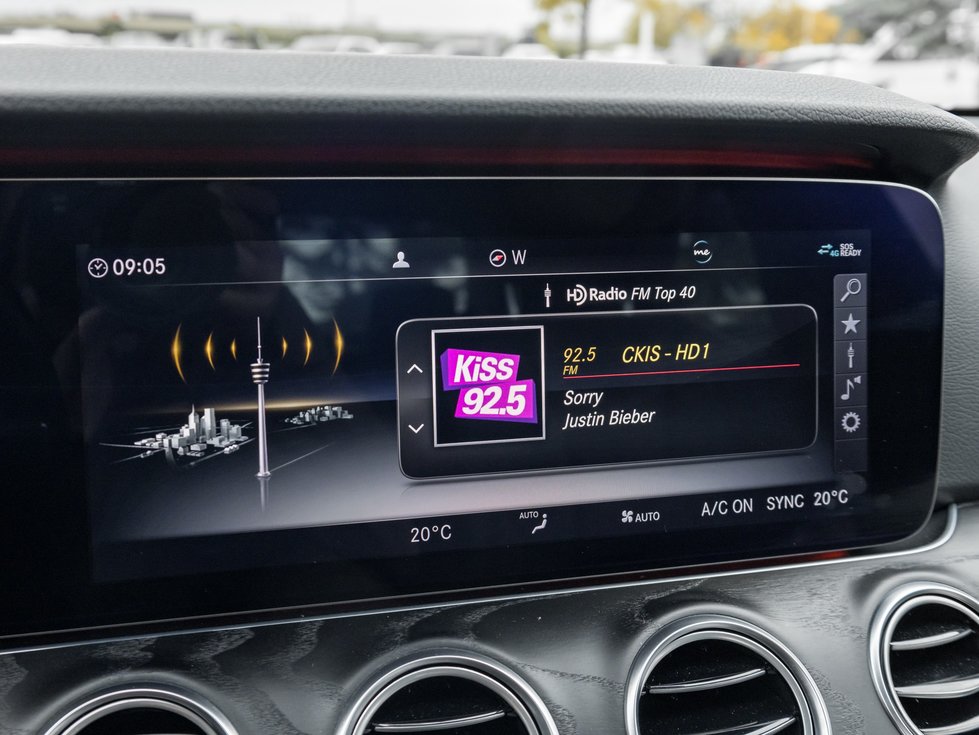 09:05
W
me
4G SOS READY
HD Radio FM Top 40
KiSS 92.5
92.5 FM
CKIS - HD1
Sorry
Justin Bieber
20°C
AUTO
AUTO
A/C ON
SYNC
20°C